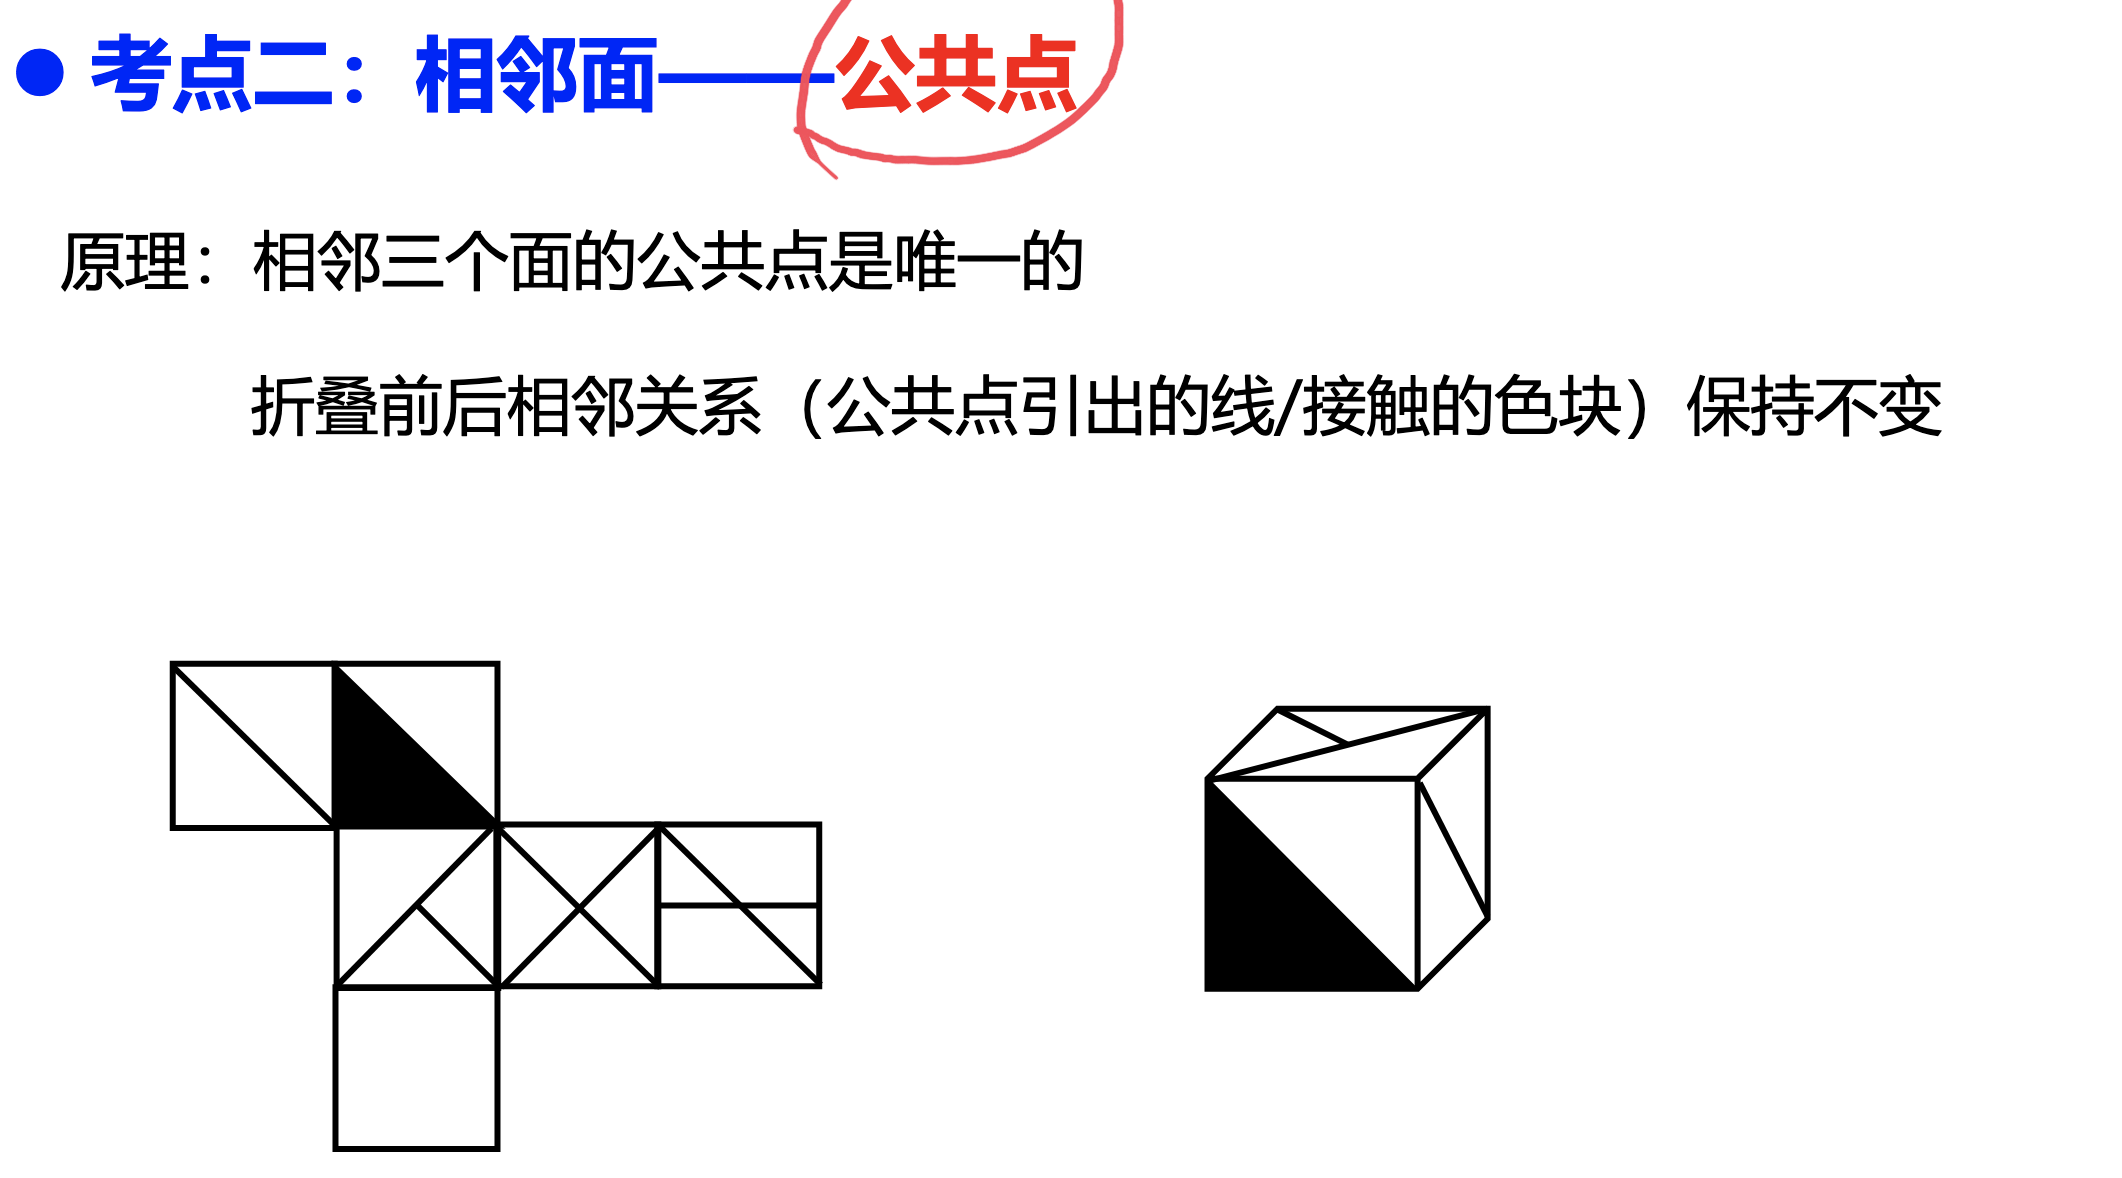 考点二：相邻面——公共点
原理：相邻三个面的公共点是唯一的
折叠前后相邻关系（公共点引出的线/接触的色块）保持不变